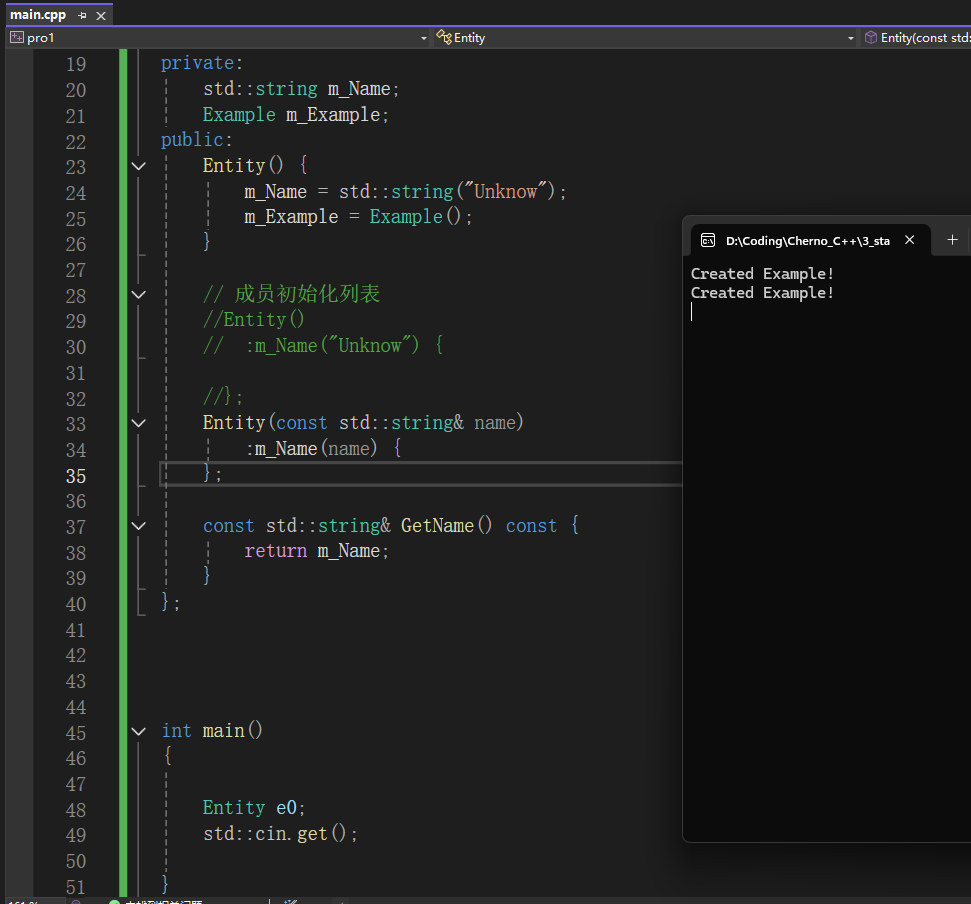 main.cpp
pro1 Entity Entity(const std:
19 private:
20 std::string m_Name;
21 Example m_Example;
22 public:
23 Entity() {
24 m_Name = std::string("Unknow");
25 m_Example = Example();
26 }
27
28 // 成员初始化列表
29 //Entity()
30 // :m_Name("Unknow") {
31
32 //};
33 Entity(const std::string& name)
34 :m_Name(name) {
35 };
36
37 const std::string& GetName() const {
38 return m_Name;
39 }
40 };
41
42
43
44
45 int main()
46 {
47
48 Entity e0;
49 std::cin.get();
50
51 }
D:\Coding\Cherno_C++\3_sta
Created Example!
Created Example!